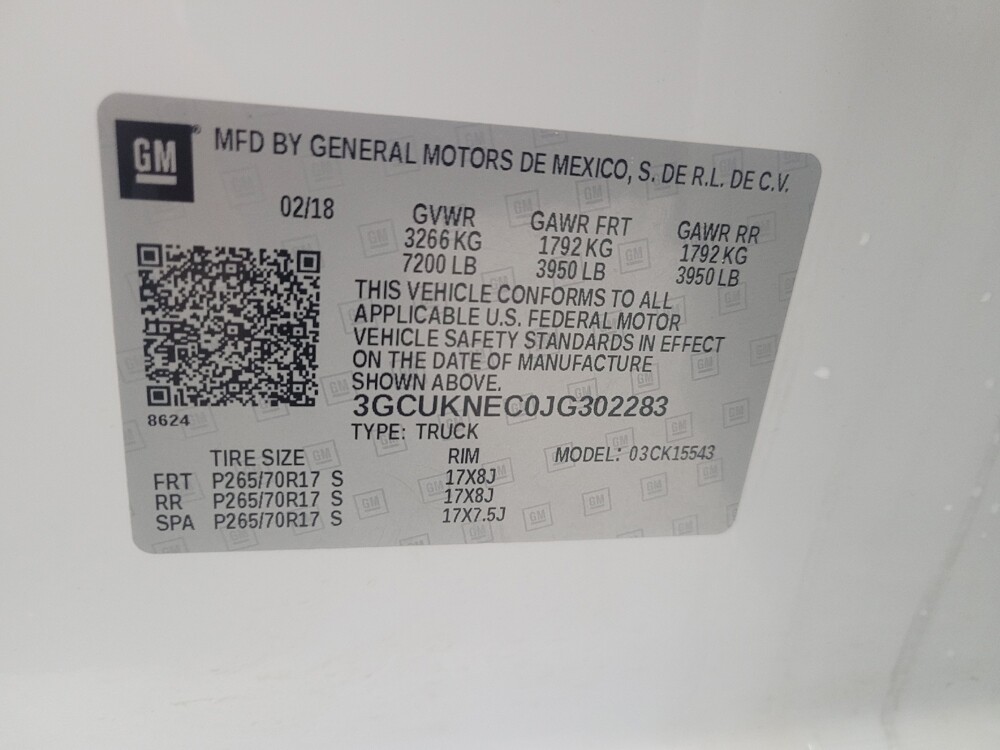 GM® MFD BY GENERAL MOTORS DE MEXICO, S. DE R.L. DE C.V.
02/18 GVWR GAWR FRT GAWR RR
3266 KG 1792 KG 1792 KG
7200 LB 3950 LB 3950 LB
THIS VEHICLE CONFORMS TO ALL
APPLICABLE U.S. FEDERAL MOTOR
VEHICLE SAFETY STANDARDS IN EFFECT
ON THE DATE OF MANUFACTURE
SHOWN ABOVE.
3GCUKNEC0JG302283
8624
TYPE: TRUCK
TIRE SIZE RIM MODEL: 03CK15543
FRT P265/70R17 S 17X8J
RR P265/70R17 S 17X8J
SPA P265/70R17 S 17X7.5J